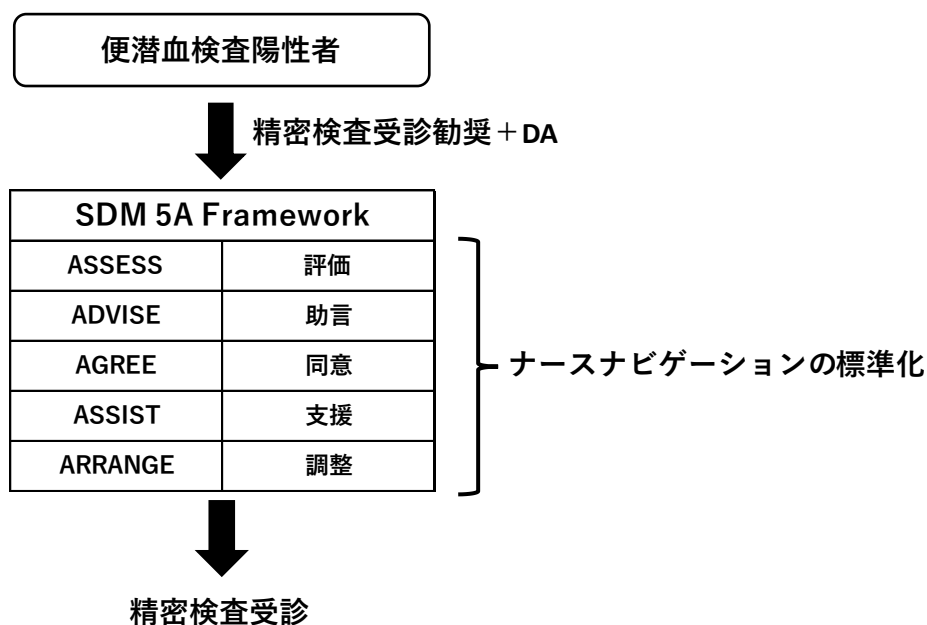 便潜血検査陽性者
精密検査受診勧奨＋DA
SDM 5A Framework
ASSESS 評価
ADVISE 助言
AGREE 同意
ASSIST 支援
ARRANGE 調整
ナースナビゲーションの標準化
精密検査受診